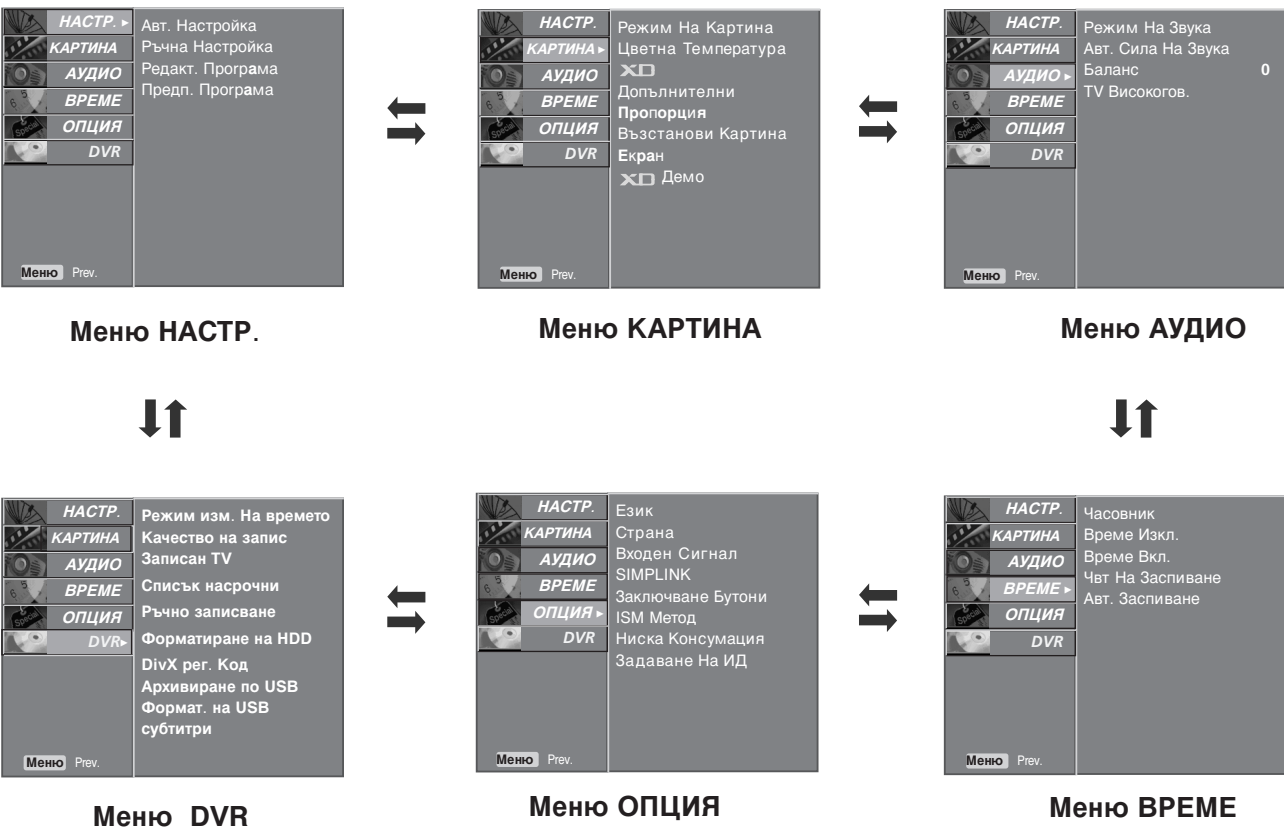 НАСТР.
КАРТИНА
АУДИО
ВРЕМЕ
ОПЦИЯ
DVR
Авт. Настройка
Ръчна Настройка
Редакт. Програма
Предп. Програма
Меню Prev.
Меню НАСТР.
НАСТР.
КАРТИНА
АУДИО
ВРЕМЕ
ОПЦИЯ
DVR
Режим На Картина
Цветна Температура
XD
Допълнителни
Пропорция
Възстанови Картина
Екран
XD Демо
Меню Prev.
Меню КАРТИНА
НАСТР.
КАРТИНА
АУДИО
ВРЕМЕ
ОПЦИЯ
DVR
Режим На Звука
Авт. Сила На Звука
Баланс 0
TV Високогов.
Меню Prev.
Меню АУДИО
НАСТР.
КАРТИНА
АУДИО
ВРЕМЕ
ОПЦИЯ
DVR
Режим изм. На времето
Качество на запис
Записан TV
Списък насрочни
Ръчно записване
Форматиране на HDD
DivX рег. Код
Архивиране по USB
Формат. на USB
субтитри
Меню Prev.
Меню DVR
НАСТР.
КАРТИНА
АУДИО
ВРЕМЕ
ОПЦИЯ
DVR
Език
Страна
Входен Сигнал
SIMPLINK
Заключване Бутони
ISM Метод
Ниска Консумация
Задаване На ИД
Меню Prev.
Меню ОПЦИЯ
НАСТР.
КАРТИНА
АУДИО
ВРЕМЕ
ОПЦИЯ
DVR
Часовник
Време Изкл.
Време Вкл.
Чвт На Заспиване
Авт. Заспиване
Меню Prev.
Меню ВРЕМЕ